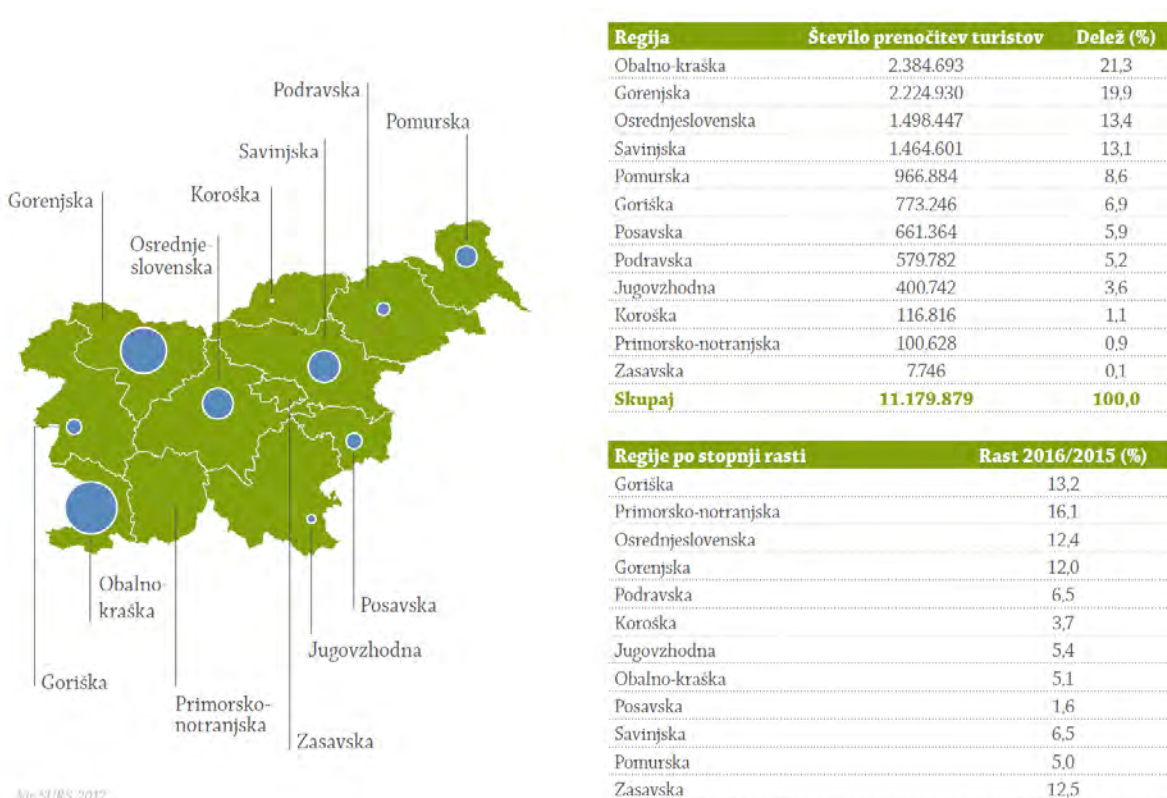 Podravska
Pomurska
Savinjska
Koroška
Gorenjska
Osrednje-
slovenska
Obalno-
kraška
Posavska
Jugovzhodna
Goriška
Primorsko-
notranjska
Zasavska
Vir: SURS, 2017
Regija Število prenočitev turistov Delež (%)
Obalno-kraška 2.384.693 21,3
Gorenjska 2.224.930 19,9
Osrednjeslovenska 1.498.447 13,4
Savinjska 1.464.601 13,1
Pomurska 966.884 8,6
Goriška 773.246 6,9
Posavska 661.364 5,9
Podravska 579.782 5,2
Jugovzhodna 400.742 3,6
Koroška 116.816 1,1
Primorsko-notranjska 100.628 0,9
Zasavska 7.746 0,1
Skupaj 11.179.879 100,0
Regije po stopnji rasti Rast 2016/2015 (%)
Goriška 13,2
Primorsko-notranjska 16,1
Osrednjeslovenska 12,4
Gorenjska 12,0
Podravska 6,5
Koroška 3,7
Jugovzhodna 5,4
Obalno-kraška 5,1
Posavska 1,6
Savinjska 6,5
Pomurska 5,0
Zasavska 12,5